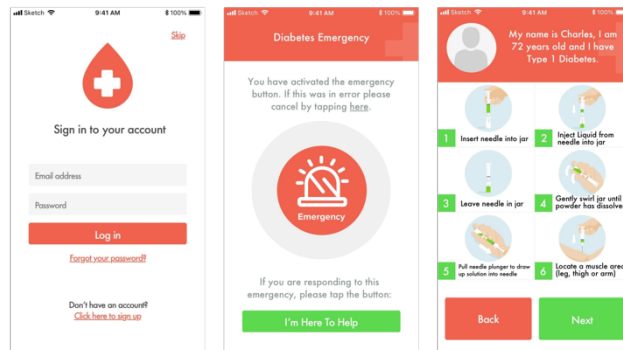 Sketch 9:41 AM 100%
Skip
Sign in to your account
Email address
Password
Log in
Forgot your password?
Don't have an account?
Click here to sign up
Sketch 9:41 AM 100%
Diabetes Emergency
You have activated the emergency
button. If this was in error please
cancel by tapping here.
Emergency
If you are responding to this
emergency, please tap the button:
I'm Here To Help
Sketch 9:41 AM 100%
My name is Charles, I am
72 years old and I have
Type 1 Diabetes.
1 Insert needle into jar
2 Inject Liquid from
needle into jar
3 Leave needle in jar
4 Gently swirl jar until
powder has dissolve
5 Pull needle plunger to draw
up solution into needle
6 Locate a muscle area
(leg, thigh or arm)
Back
Next